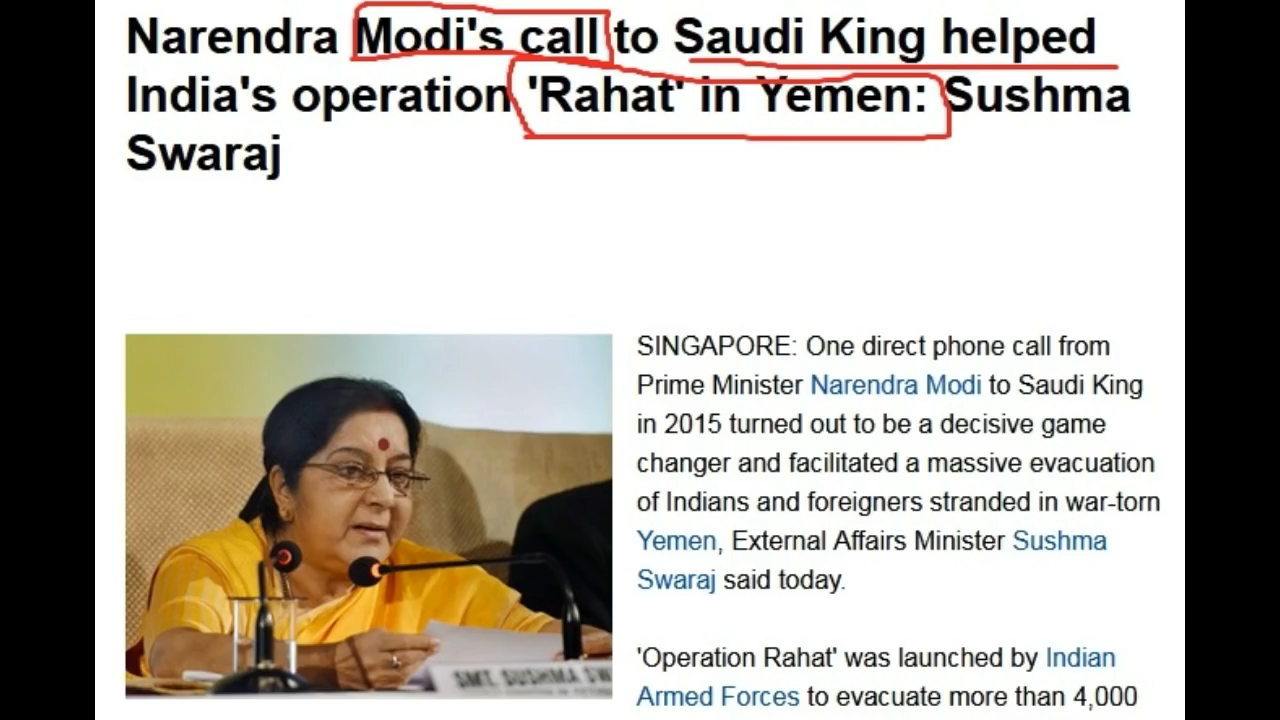 Narendra Modi's call to Saudi King helped
India's operation 'Rahat' in Yemen: Sushma
Swaraj
SINGAPORE: One direct phone call from
Prime Minister Narendra Modi to Saudi King
in 2015 turned out to be a decisive game
changer and facilitated a massive evacuation
of Indians and foreigners stranded in war-torn
Yemen, External Affairs Minister Sushma
Swaraj said today.
'Operation Rahat' was launched by Indian
Armed Forces to evacuate more than 4,000
SMT. SUSHMA